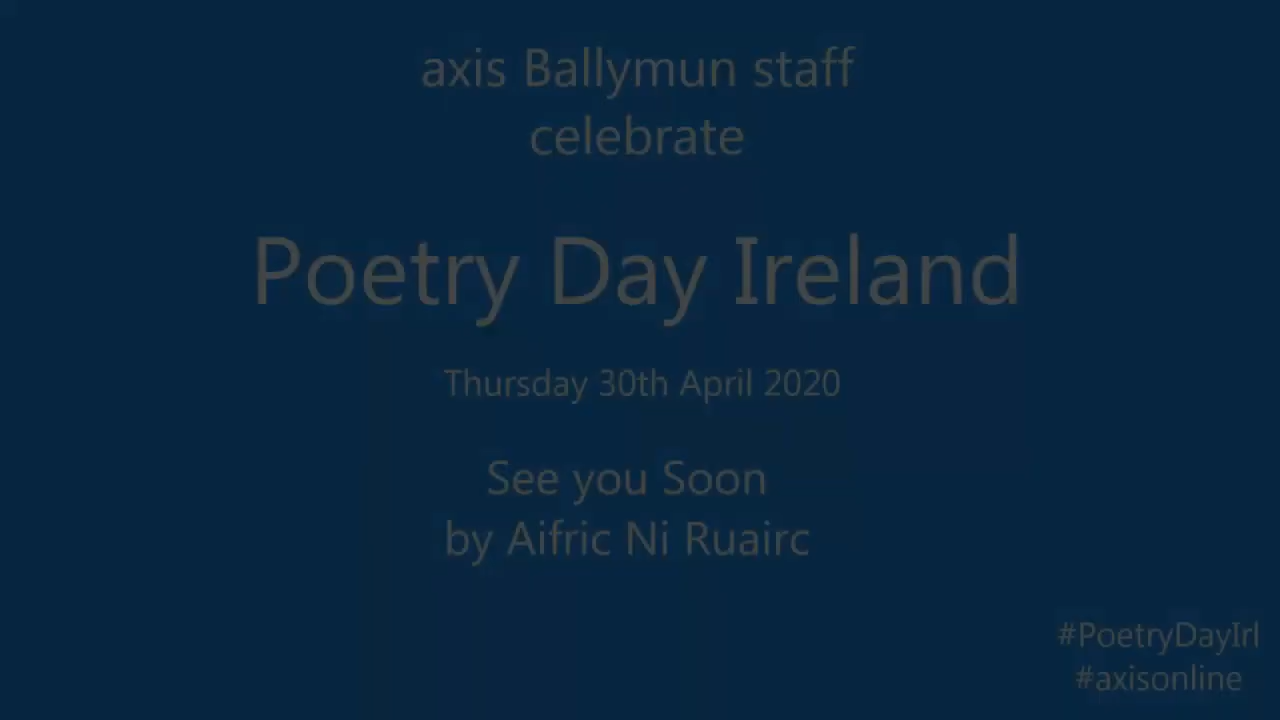 axis Ballymun staff
celebrate
Poetry Day Ireland
Thursday 30th April 2020
See you Soon
by Aifric Ni Ruairc
#PoetryDayIrl
#axisonline